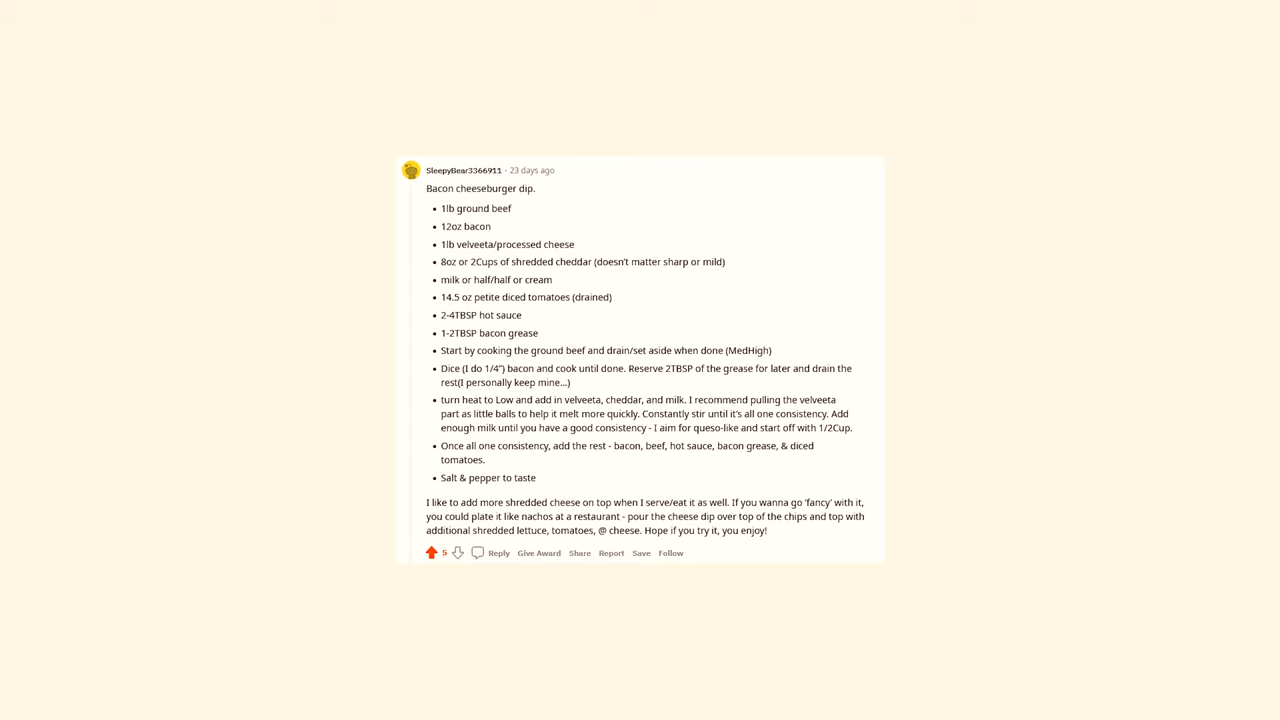 SleepyBear3366911 · 23 days ago
Bacon cheeseburger dip.
• 1lb ground beef
• 12oz bacon
• 1lb velveeta/processed cheese
• 8oz or 2Cups of shredded cheddar (doesn't matter sharp or mild)
• milk or half/half or cream
• 14.5 oz petite diced tomatoes (drained)
• 2-4TBSP hot sauce
• 1-2TBSP bacon grease
• Start by cooking the ground beef and drain/set aside when done (MedHigh)
• Dice (I do 1/4") bacon and cook until done. Reserve 2TBSP of the grease for later and drain the
rest(I personally keep mine...)
• turn heat to Low and add in velveeta, cheddar, and milk. I recommend pulling the velveeta
part as little balls to help it melt more quickly. Constantly stir until it's all one consistency. Add
enough milk until you have a good consistency - I aim for queso-like and start off with 1/2Cup.
• Once all one consistency, add the rest - bacon, beef, hot sauce, bacon grease, & diced
tomatoes.
• Salt & pepper to taste
I like to add more shredded cheese on top when I serve/eat it as well. If you wanna go 'fancy' with it,
you could plate it like nachos at a restaurant - pour the cheese dip over top of the chips and top with
additional shredded lettuce, tomatoes, @ cheese. Hope if you try it, you enjoy!
5 Reply Give Award Share Report Save Follow